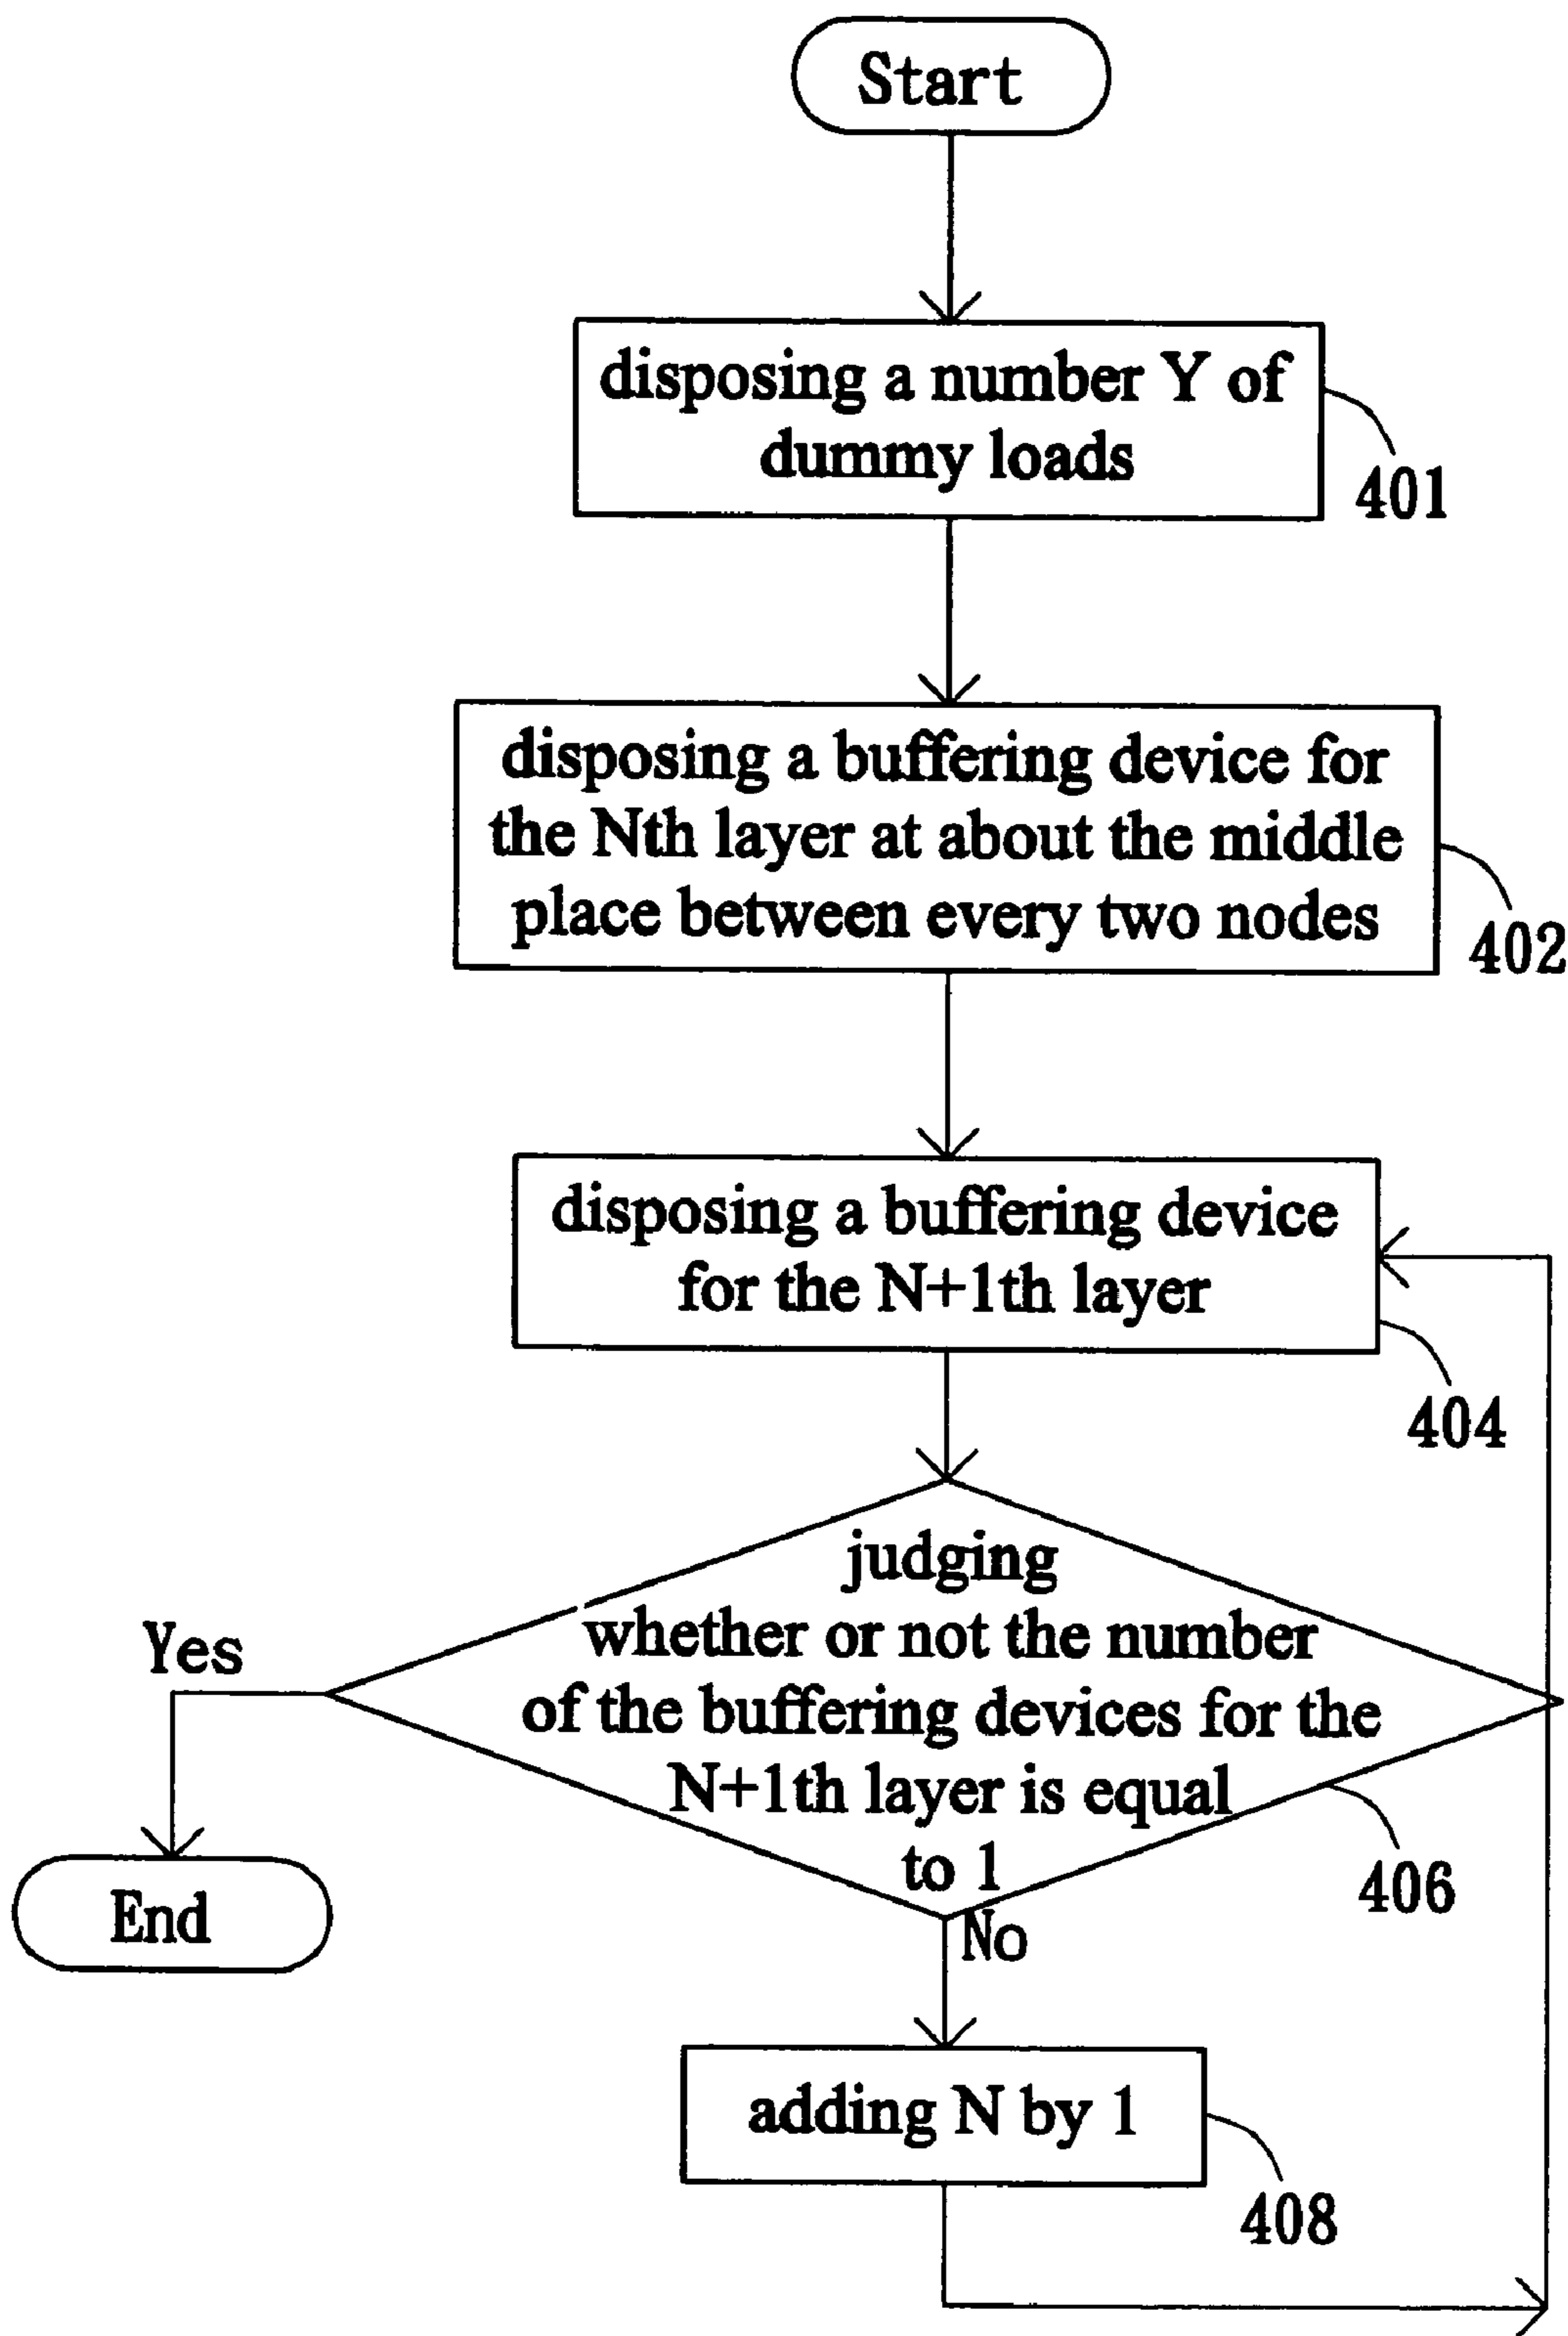 Start
disposing a number Y of
dummy loads
401
disposing a buffering device for
the Nth layer at about the middle
place between every two nodes
402
disposing a buffering device
for the N+1th layer
404
judging
whether or not the number
of the buffering devices for the
N+1th layer is equal
to 1
406
Yes
End
No
adding N by 1
408